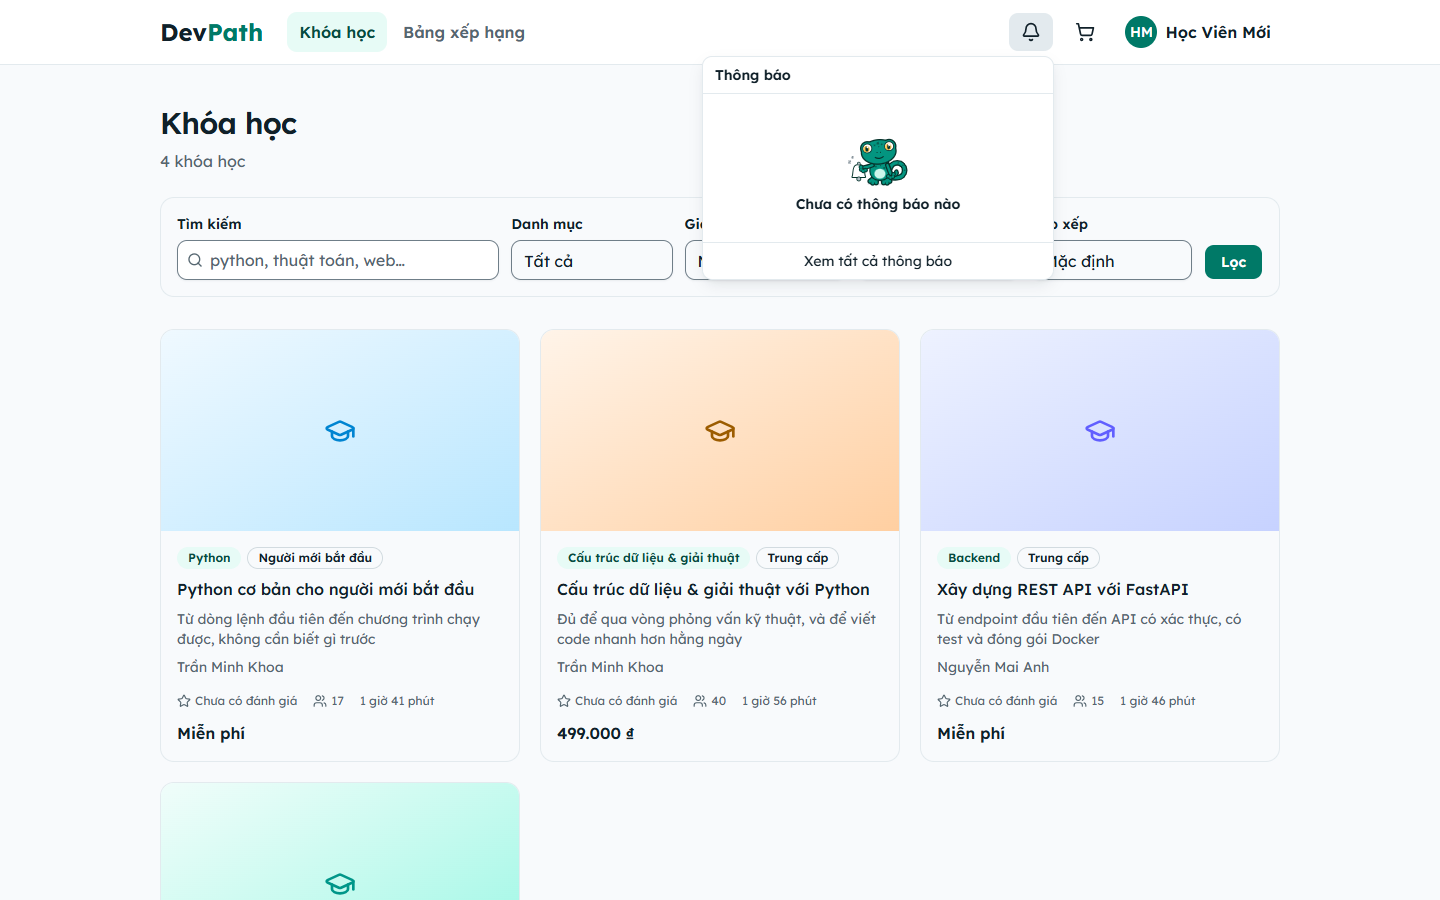 DevPath
Khóa học
Bảng xếp hạng
HM
Học Viên Mới
Thông báo
Chưa có thông báo nào
Xem tất cả thông báo
Khóa học
4 khóa học
Tìm kiếm
python, thuật toán, web...
Danh mục
Tất cả
xếp
Mặc định
Lọc
Python
Người mới bắt đầu
Python cơ bản cho người mới bắt đầu
Từ dòng lệnh đầu tiên đến chương trình chạy
được, không cần biết gì trước
Trần Minh Khoa
Chưa có đánh giá
17
1 giờ 41 phút
Miễn phí
Cấu trúc dữ liệu & giải thuật
Trung cấp
Cấu trúc dữ liệu & giải thuật với Python
Đủ để qua vòng phỏng vấn kỹ thuật, và để viết
code nhanh hơn hằng ngày
Trần Minh Khoa
Chưa có đánh giá
40
1 giờ 56 phút
499.000 ₫
Backend
Trung cấp
Xây dựng REST API với FastAPI
Từ endpoint đầu tiên đến API có xác thực, có
test và đóng gói Docker
Nguyễn Mai Anh
Chưa có đánh giá
15
1 giờ 46 phút
Miễn phí